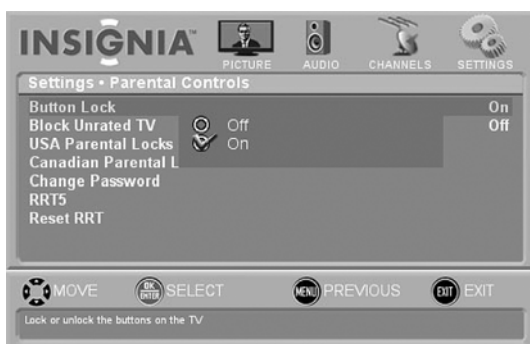 INSIGNIA™
PICTURE AUDIO CHANNELS SETTINGS
Settings • Parental Controls
Button Lock On
Block Unrated TV Off Off
USA Parental Locks On
Canadian Parental L
Change Password
RRT5
Reset RRT
MOVE OK ENTER SELECT MENU PREVIOUS EXIT EXIT
Lock or unlock the buttons on the TV